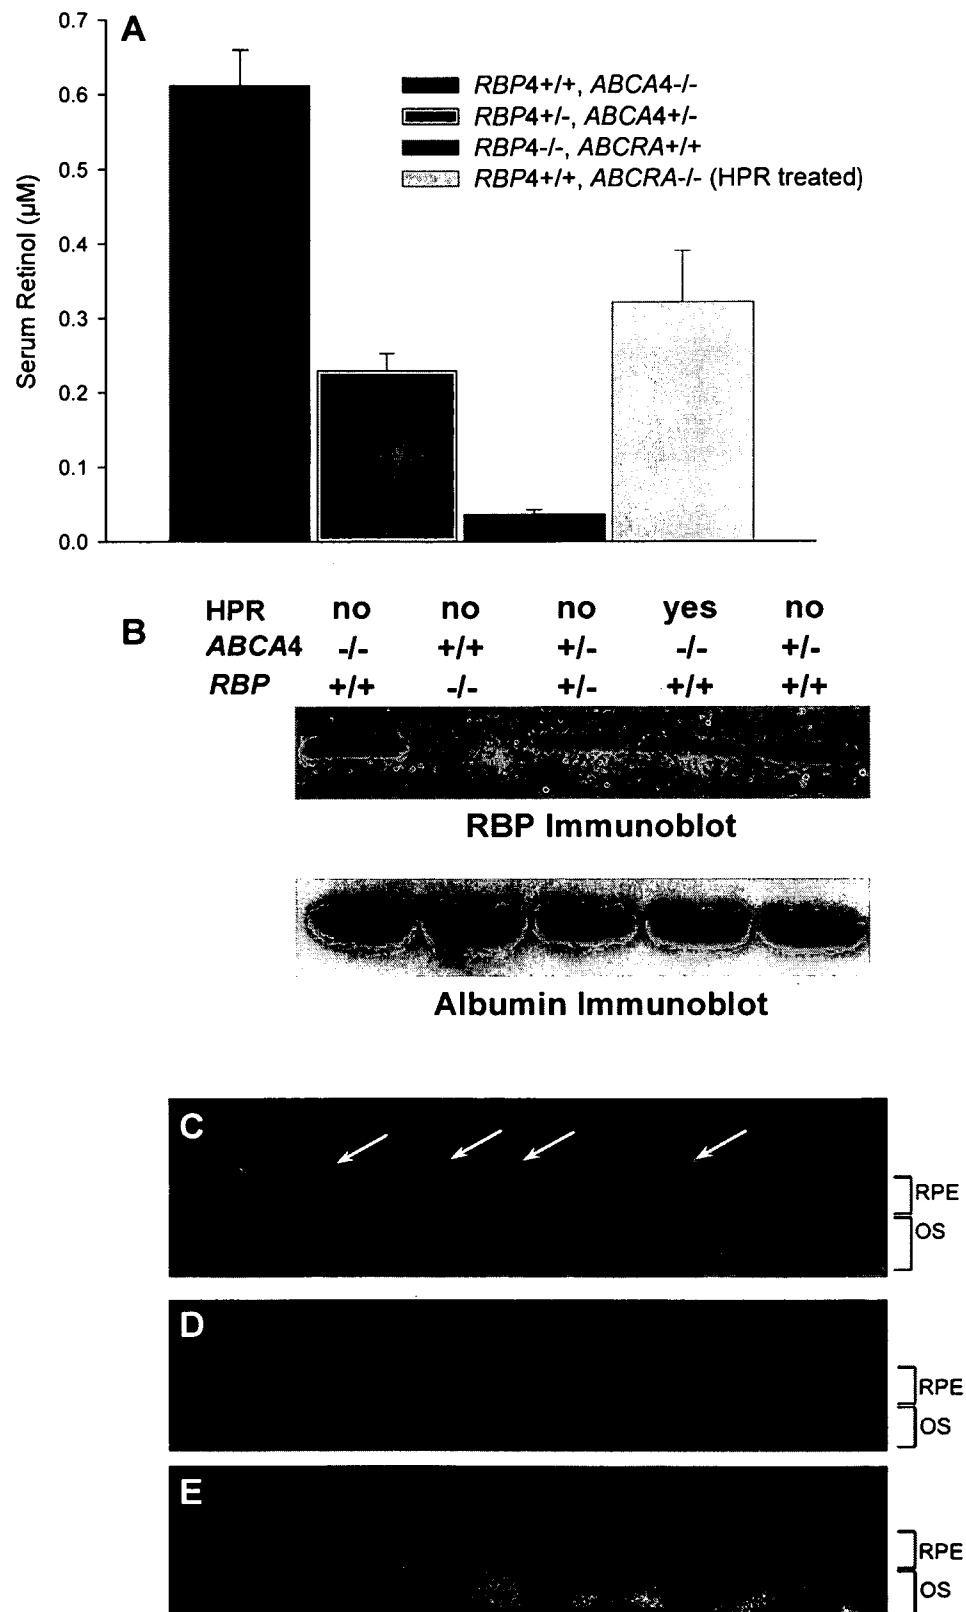 A
0.7
0.6
0.5
0.4
0.3
0.2
0.1
0.0
Serum Retinol (µM)
RBP4+/+, ABCA4-/-
RBP4+/-, ABCA4+/-
RBP4-/-, ABCRA+/+
RBP4+/+, ABCRA-/- (HPR treated)
B
HPR no no no yes no
ABCA4 -/- +/+ +/- -/- +/-
RBP +/+ -/- +/- +/+ +/+
RBP Immunoblot
Albumin Immunoblot
C
RPE
OS
D
RPE
OS
E
RPE
OS